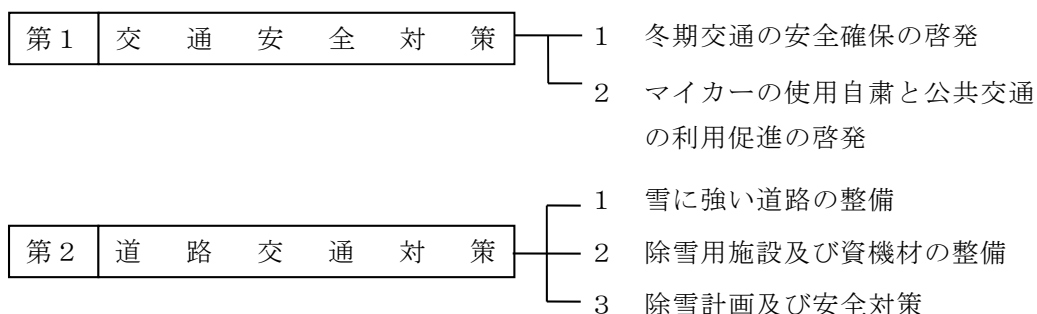 第１ 交通安全対策
１ 冬期交通の安全確保の啓発
２ マイカーの使用自粛と公共交通
の利用促進の啓発
第２ 道路交通対策
１ 雪に強い道路の整備
２ 除雪用施設及び資機材の整備
３ 除雪計画及び安全対策